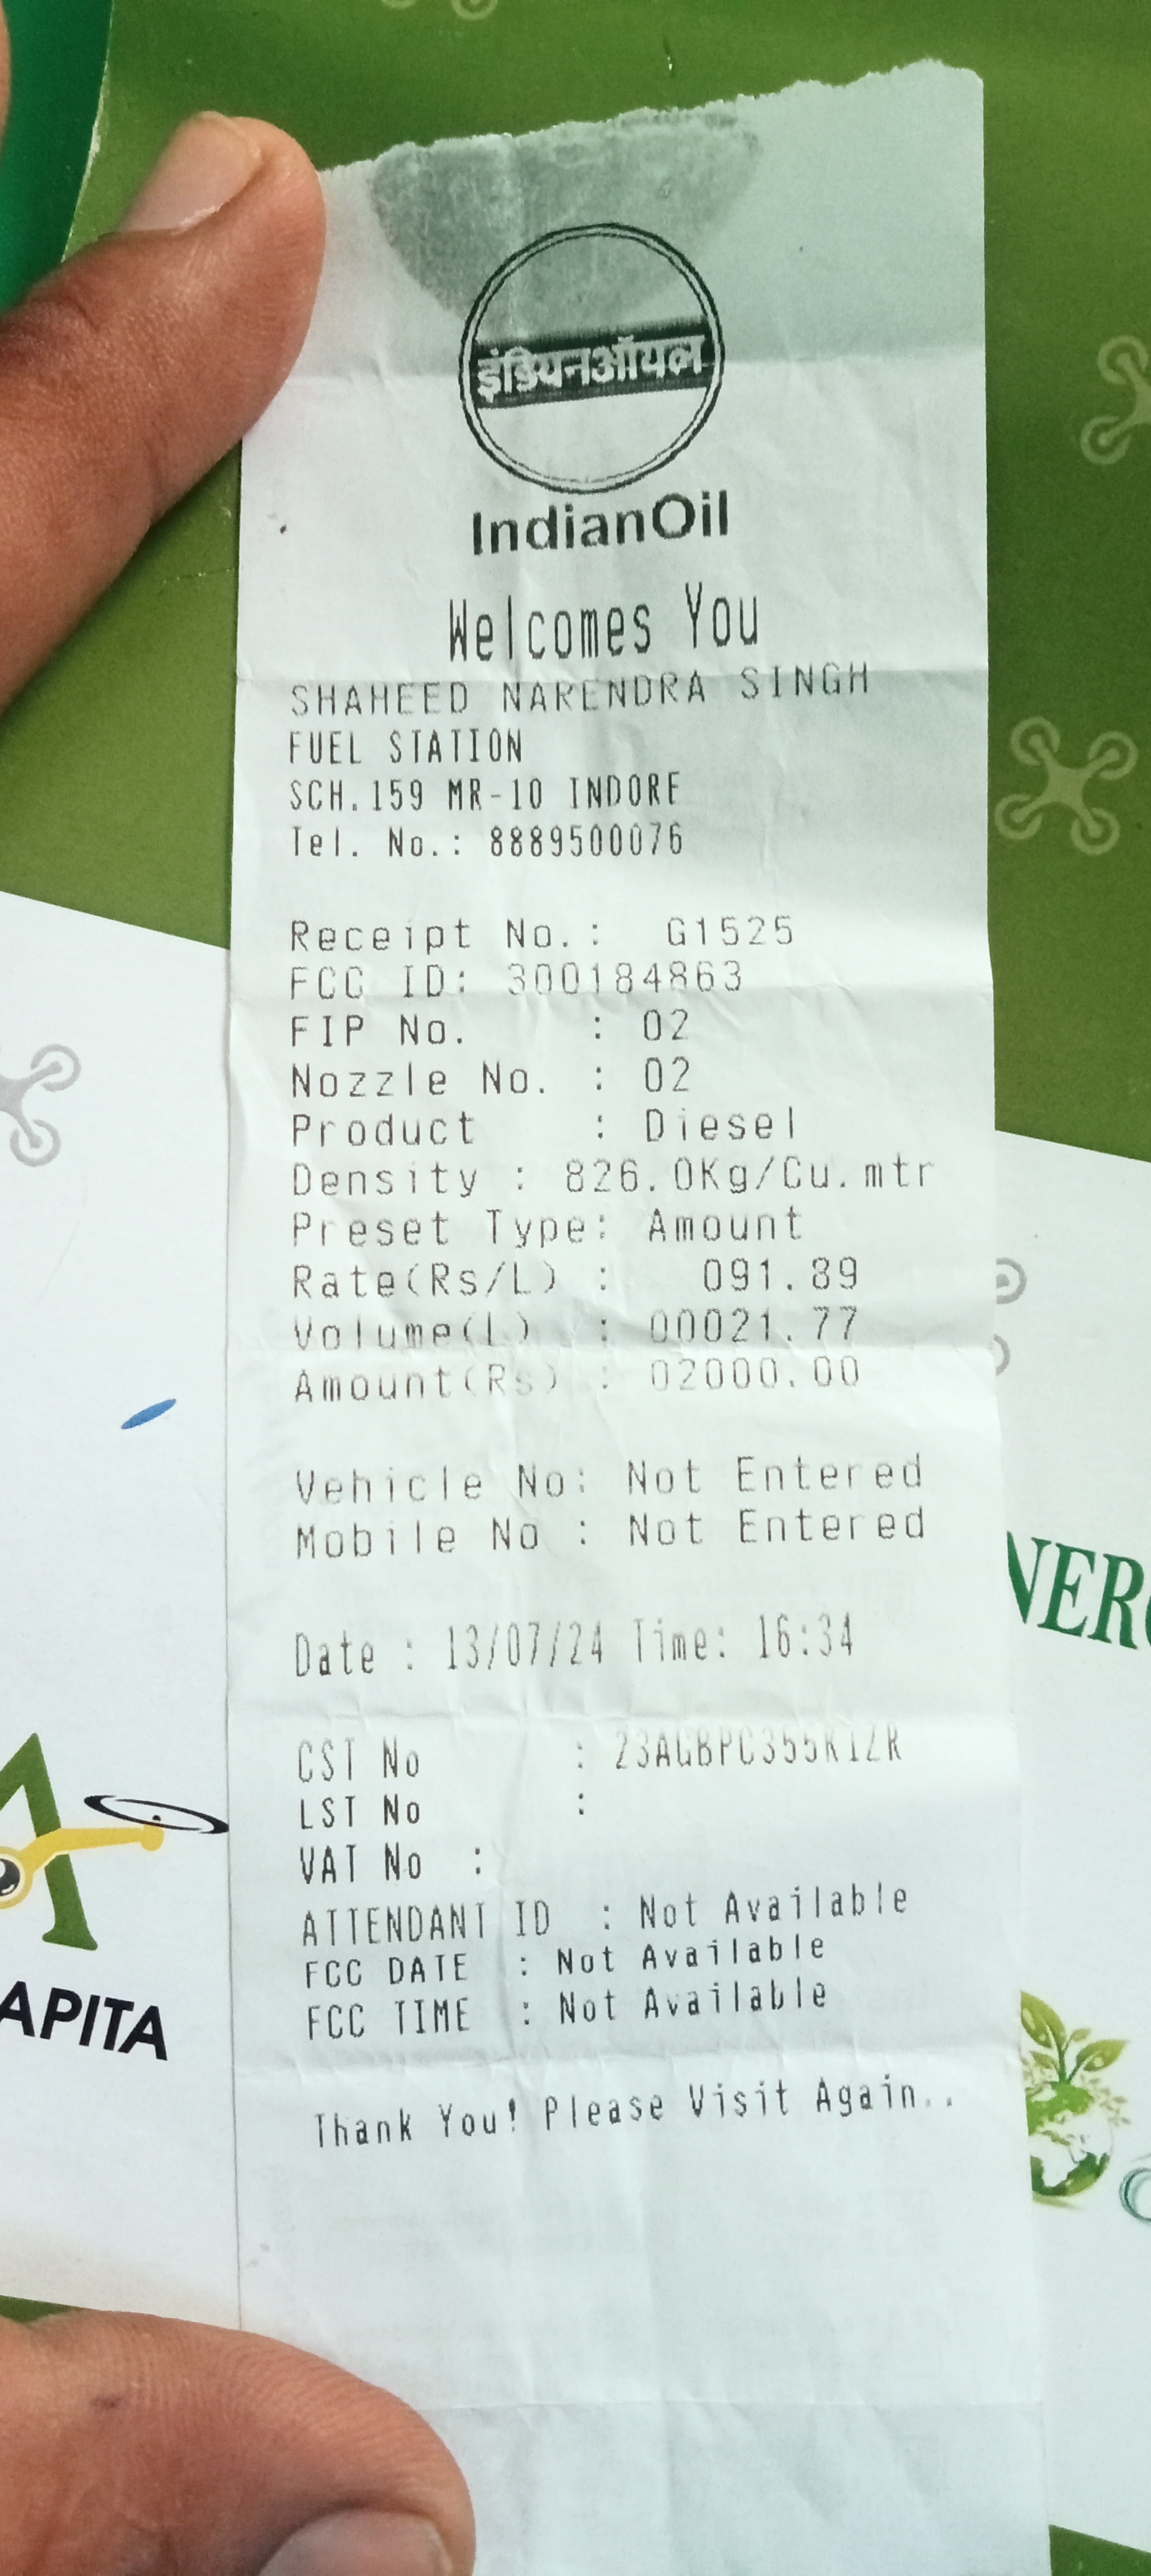 इंडियनऑयल
IndianOil
Welcomes You
SHAHEED NARENDRA SINGH
FUEL STATION
SCH.159 MR-10 INDORE
Tel. No.: 8889500076
Receipt No.: G1525
FCC ID: 300184863
FIP No. : 02
Nozzle No. : 02
Product : Diesel
Density : 826.0Kg/Cu.mtr
Preset Type: Amount
Rate(Rs/L) : 091.89
Volume(L) : 00021.77
Amount(Rs) : 02000.00
Vehicle No: Not Entered
Mobile No : Not Entered
Date : 13/07/24 Time: 16:34
CST No :
LST No :
VAT No :
ATTENDANT ID : Not Available
FCC DATE : Not Available
FCC TIME : Not Available
Thank You! Please Visit Again..
APITA